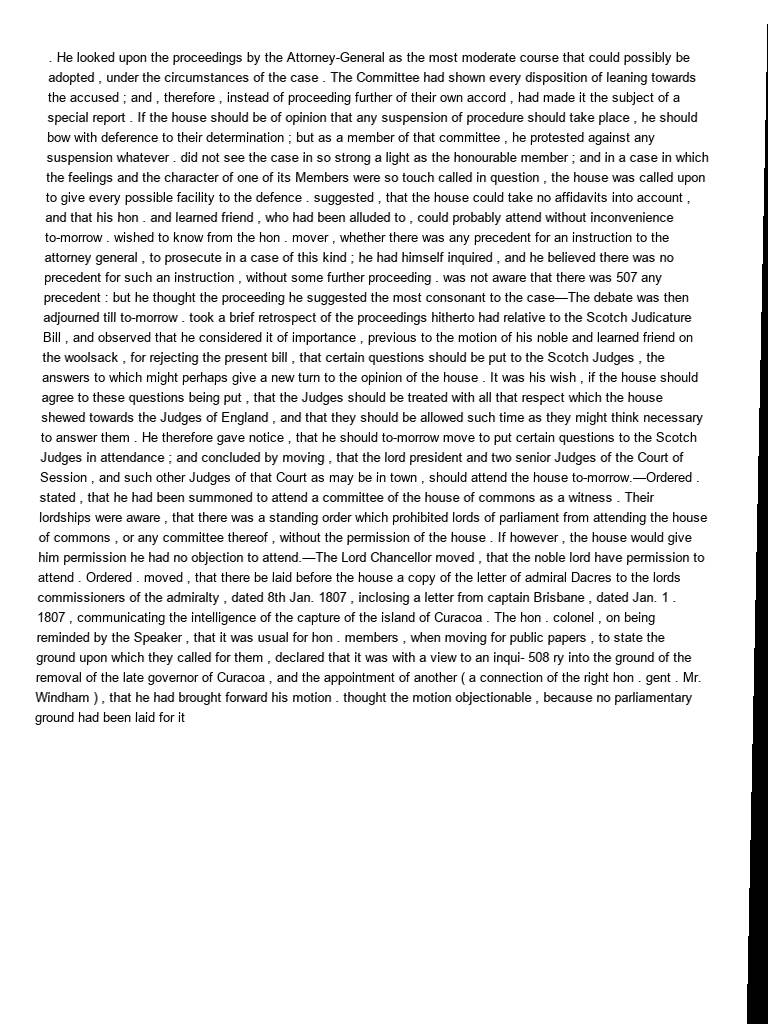 . He looked upon the proceedings by the Attorney-General as the most moderate course that could possibly be
adopted , under the circumstances of the case . The Committee had shown every disposition of leaning towards
the accused ; and , therefore , instead of proceeding further of their own accord , had made it the subject of a
special report . If the house should be of opinion that any suspension of procedure should take place , he should
bow with deference to their determination ; but as a member of that committee , he protested against any
suspension whatever . did not see the case in so strong a light as the honourable member ; and in a case in which
the feelings and the character of one of its Members were so touch called in question , the house was called upon
to give every possible facility to the defence . suggested , that the house could take no affidavits into account ,
and that his hon . and learned friend , who had been alluded to , could probably attend without inconvenience
to-morrow . wished to know from the hon . mover , whether there was any precedent for an instruction to the
attorney general , to prosecute in a case of this kind ; he had himself inquired , and he believed there was no
precedent for such an instruction , without some further proceeding . was not aware that there was 507 any
precedent : but he thought the proceeding he suggested the most consonant to the case—The debate was then
adjourned till to-morrow . took a brief retrospect of the proceedings hitherto had relative to the Scotch Judicature
Bill , and observed that he considered it of importance , previous to the motion of his noble and learned friend on
the woolsack , for rejecting the present bill , that certain questions should be put to the Scotch Judges , the
answers to which might perhaps give a new turn to the opinion of the house . It was his wish , if the house should
agree to these questions being put , that the Judges should be treated with all that respect which the house
shewed towards the Judges of England , and that they should be allowed such time as they might think necessary
to answer them . He therefore gave notice , that he should to-morrow move to put certain questions to the Scotch
Judges in attendance ; and concluded by moving , that the lord president and two senior Judges of the Court of
Session , and such other Judges of that Court as may be in town , should attend the house to-morrow.—Ordered .
stated , that he had been summoned to attend a committee of the house of commons as a witness . Their
lordships were aware , that there was a standing order which prohibited lords of parliament from attending the house
of commons , or any committee thereof , without the permission of the house . If however , the house would give
him permission he had no objection to attend.—The Lord Chancellor moved , that the noble lord have permission to
attend . Ordered . moved , that there be laid before the house a copy of the letter of admiral Dacres to the lords
commissioners of the admiralty , dated 8th Jan. 1807 , inclosing a letter from captain Brisbane , dated Jan. 1 .
1807 , communicating the intelligence of the capture of the island of Curacoa . The hon . colonel , on being
reminded by the Speaker , that it was usual for hon . members , when moving for public papers , to state the
ground upon which they called for them , declared that it was with a view to an inqui- 508 ry into the ground of the
removal of the late governor of Curacoa , and the appointment of another ( a connection of the right hon . gent . Mr.
Windham ) , that he had brought forward his motion . thought the motion objectionable , because no parliamentary
ground had been laid for it